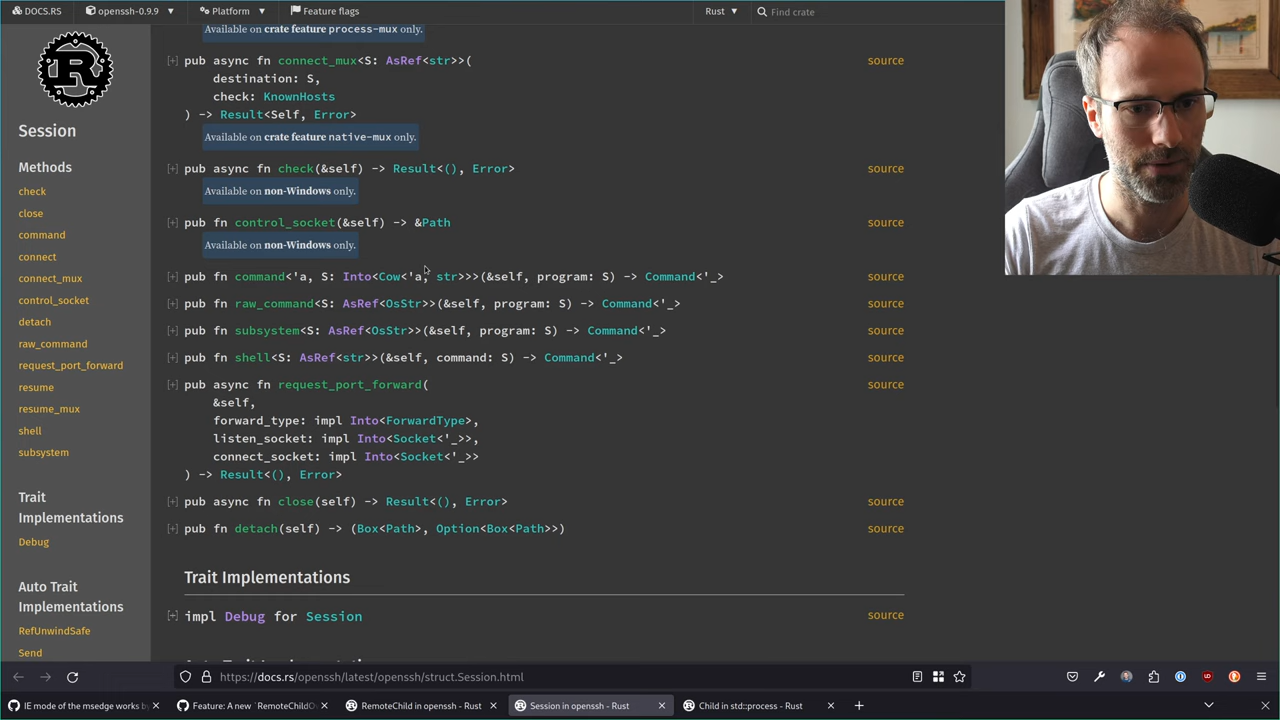 DOCS.RS openssh-0.9.9 Platform Feature flags Rust Find crate
Available on crate feature process-mux only.
[+] pub async fn connect_mux<S: AsRef<str>>( source
destination: S,
check: KnownHosts
) -> Result<Self, Error>
Available on crate feature native-mux only.
[+] pub async fn check(&self) -> Result<(), Error> source
Available on non-Windows only.
[+] pub fn control_socket(&self) -> &Path source
Available on non-Windows only.
[+] pub fn command<'a, S: Into<Cow<'a, str>>>(&self, program: S) -> Command<'_> source
[+] pub fn raw_command<S: AsRef<OsStr>>(&self, program: S) -> Command<'_> source
[+] pub fn subsystem<S: AsRef<OsStr>>(&self, program: S) -> Command<'_> source
[+] pub fn shell<S: AsRef<str>>(&self, command: S) -> Command<'_> source
[+] pub async fn request_port_forward( source
&self,
forward_type: impl Into<ForwardType>,
listen_socket: impl Into<Socket<'_>>,
connect_socket: impl Into<Socket<'_>>
) -> Result<(), Error>
[+] pub async fn close(self) -> Result<(), Error> source
[+] pub fn detach(self) -> (Box<Path>, Option<Box<Path>>) source
Trait Implementations
[+] impl Debug for Session source
Session
Methods
check
close
command
connect
connect_mux
control_socket
detach
raw_command
request_port_forward
resume
resume_mux
shell
subsystem
Trait
Implementations
Debug
Auto Trait
Implementations
RefUnwindSafe
Send
https://docs.rs/openssh/latest/openssh/struct.Session.html
IE mode of the msedge works by
Feature: A new `RemoteChildO
RemoteChild in openssh - Rust
Session in openssh - Rust
Child in std::process - Rust